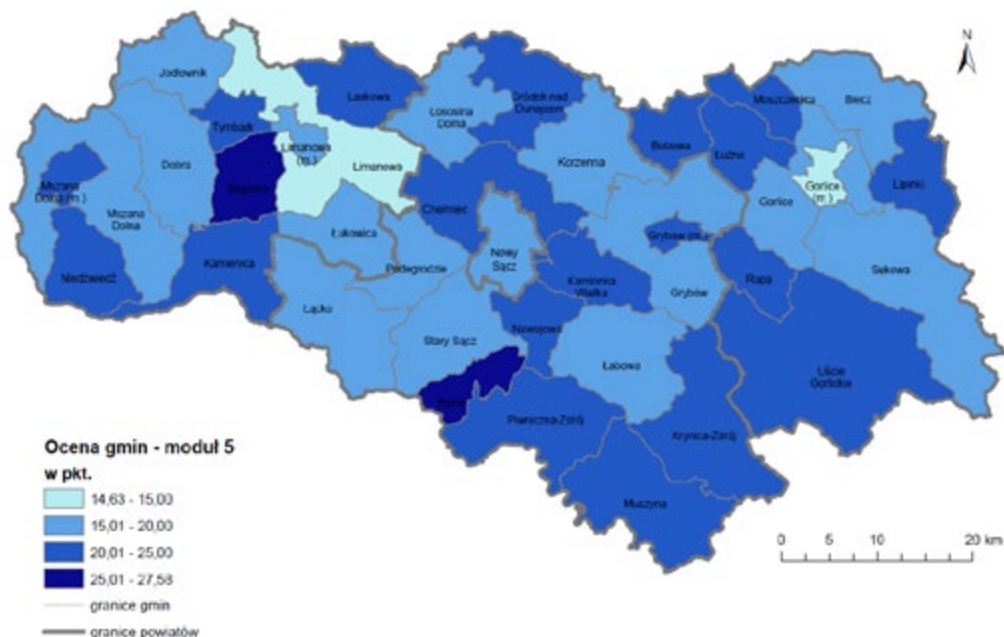 N
Jodłownik
Laskowa
Łososina
Dolna
Gródek nad
Dunajcem
Moszczenica
Biecz
Tymbark
Limanowa
(m.)
Limanowa
Dobra
Korzenna
Bobowa
Łużna
Gorlice
(m.)
Lipinki
Mszana
Dolna (m.)
Mszana
Dolna
Chełmiec
Gorlice
Łukowica
Podegrodzie
Nowy
Sącz
Grybów (m.)
Niedźwiedź
Kamienica
Kamionka
Wielka
Grybów
Ropa
Sękowa
Łącko
Stary Sącz
Nawojowa
Łabowa
Uście
Gorlickie
Rytro
Piwniczna-Zdrój
Krynica-Zdrój
Muszyna
Ocena gmin - moduł 5
w pkt.
14,63 - 15,00
15,01 - 20,00
20,01 - 25,00
25,01 - 27,58
granice gmin
granice powiatów
0 5 10 20 km